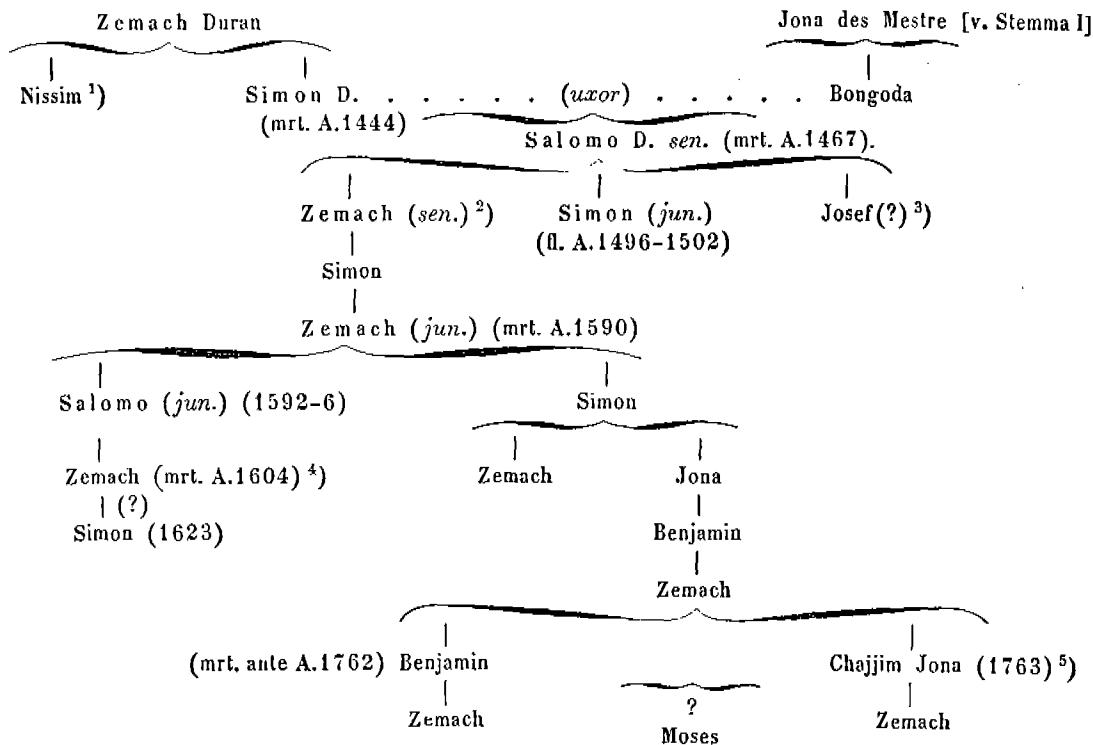 Zemach Duran Jona des Mestre [v. Stemma I]
Nissim ¹) Simon D. . . . . . (uxor) . . . . . Bongoda
(mrt. A.1444)
Salomo D. sen. (mrt. A.1467).
Zemach (sen.) ²) Simon (jun.) Josef (?) ³)
(fl. A.1496-1502)
Simon
Zemach (jun.) (mrt. A.1590)
Salomo (jun.) (1592-6) Simon
Zemach (mrt. A.1604) ⁴) Zemach Jona
(?)
Simon (1623) Benjamin
Zemach
(mrt. ante A.1762) Benjamin Chajjim Jona (1763) ⁵)
Zemach ? Zemach
Moses